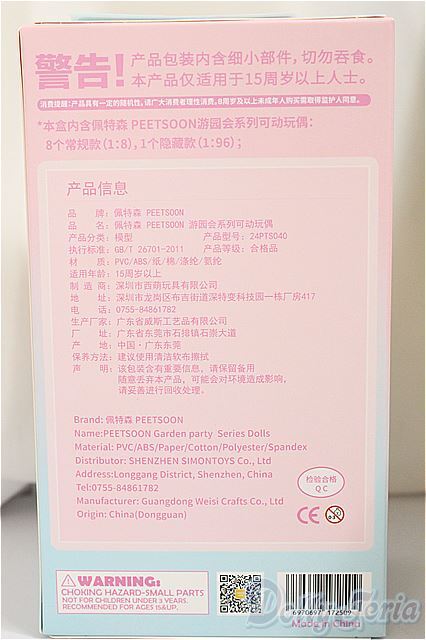 警告！
产品包装内含细小部件，切勿吞食。
本产品仅适用于15周岁以上人士。
消费提醒：产品具有一定的随机性，请广大消费者理性消费。8周岁及以上未成年人购买需取得监护人同意。
*本盒内含佩特森 PEETSOON游园会系列可动玩偶：
8个常规款(1:8)，1个隐藏款(1:96)；
产品信息
品 牌：佩特森 PEETSOON
品 名：佩特森 PEETSOON 游园会系列可动玩偶
产品分类：模型 产品型号：24PTS040
执行标准：GB/T 26701-2011 产品等级：合格品
材 质：PVC/ABS/纸/棉/涤纶/氨纶
适用年龄：15周岁以上
制 造 商：深圳市西萌玩具有限公司
地 址：深圳市龙岗区布吉街道深特变科技园一栋厂房417
电 话：0755-84861782
生产厂家：广东省威斯工艺品有限公司
厂 址：广东省东莞市石排镇石崇大道
产 地：中国·广东东莞
保养方法：建议使用清洁软布擦拭
声 明：该包装含有重要信息，请保留备用
随意丢弃本产品，可能会对环境造成影响，
请妥善进行回收处理。
Brand: 佩特森 PEETSOON
Name:PEETSOON Garden party Series Dolls
Material: PVC/ABS/Paper/Cotton/Polyester/Spandex
Distributor: SHENZHEN SIMONTOYS Co., Ltd
Address:Longgang District, Shenzhen, China
Tel:0755-84861782
Manufacturer: Guangdong Weisi Crafts Co., Ltd
Origin: China(Dongguan)
检验合格
QC
CE
0-3
WARNING:
CHOKING HAZARD-SMALL PARTS
NOT FOR CHILDREN UNDER 3 YEARS.
RECOMMENDED FOR AGES 15&UP.
6970697 172509
Made in China
Dolly Teria